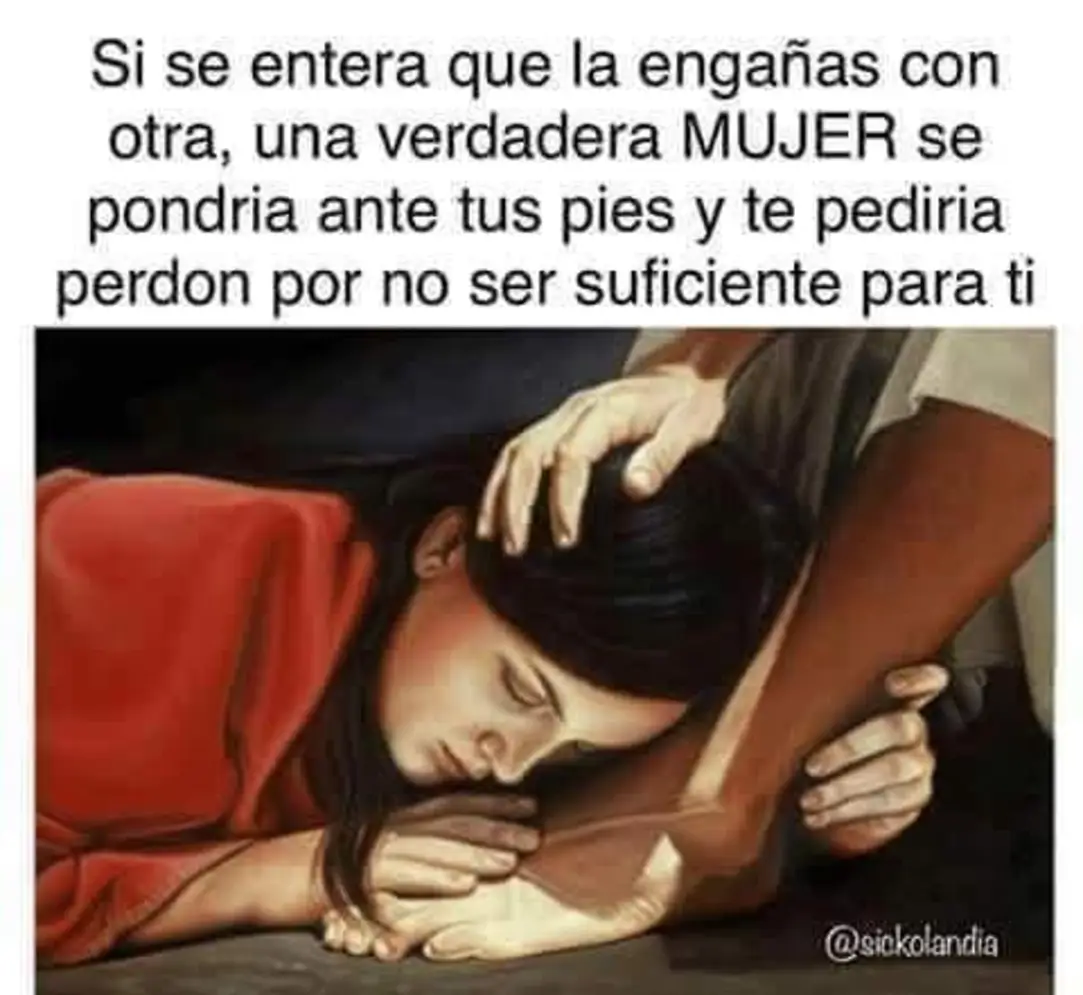 Si se entera que la engañas con
otra, una verdadera MUJER se
pondria ante tus pies y te pediria
perdon por no ser suficiente para ti
@sickolandia